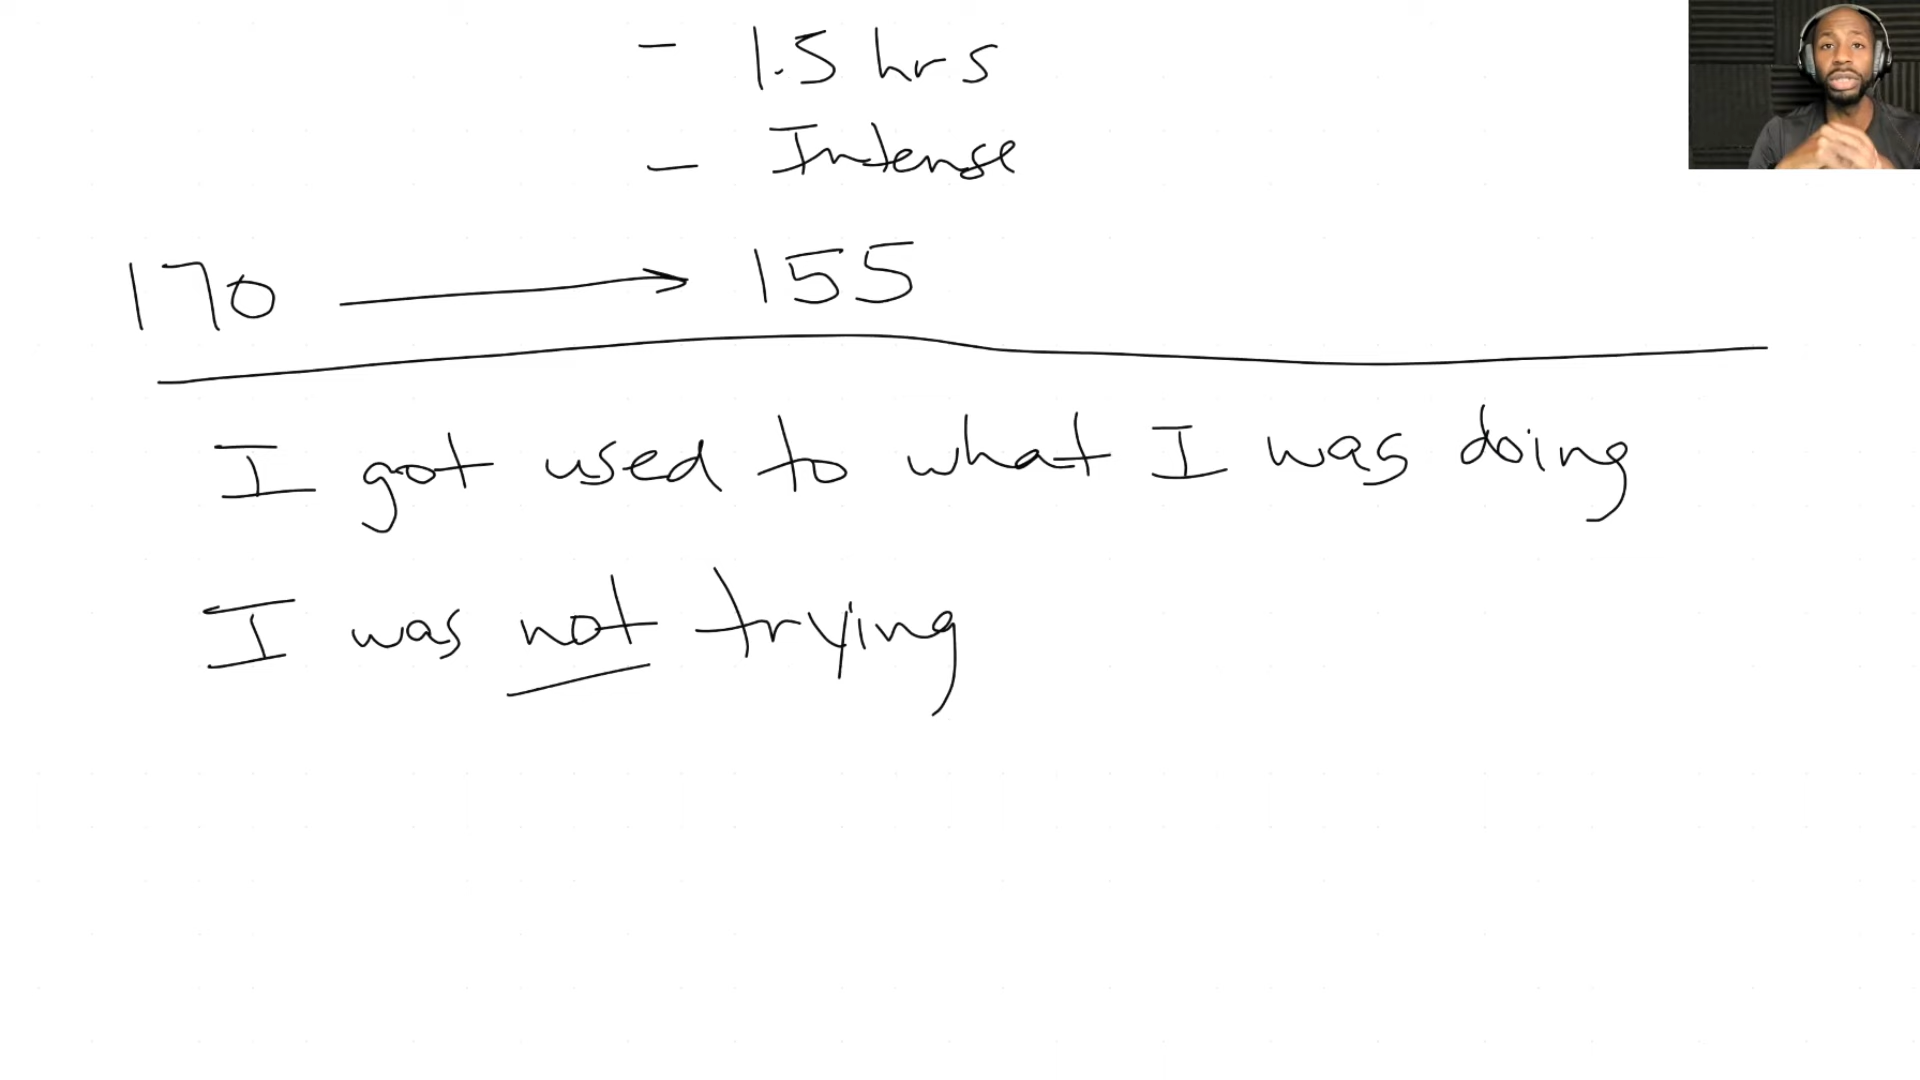 - 1.5 hrs
- Intense
170 → 155
I got used to what I was doing
I was not trying